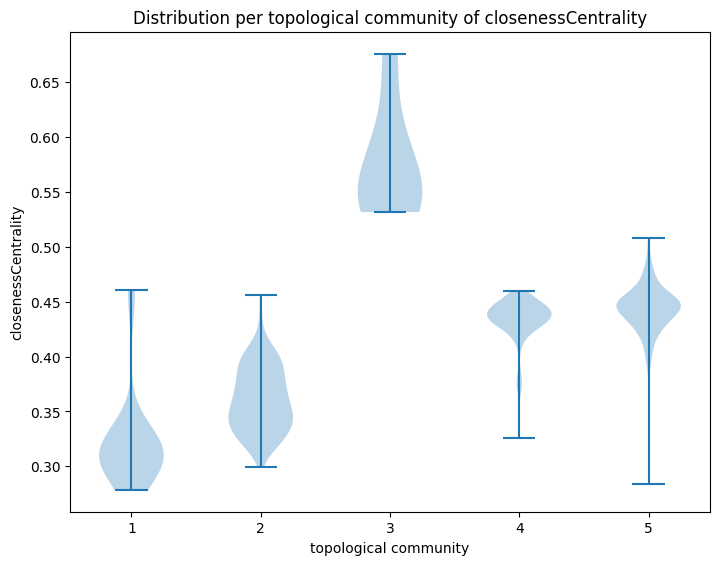 Distribution per topological community of closenessCentrality
closenessCentrality
0.65
0.60
0.55
0.50
0.45
0.40
0.35
0.30
1 2 3 4 5
topological community